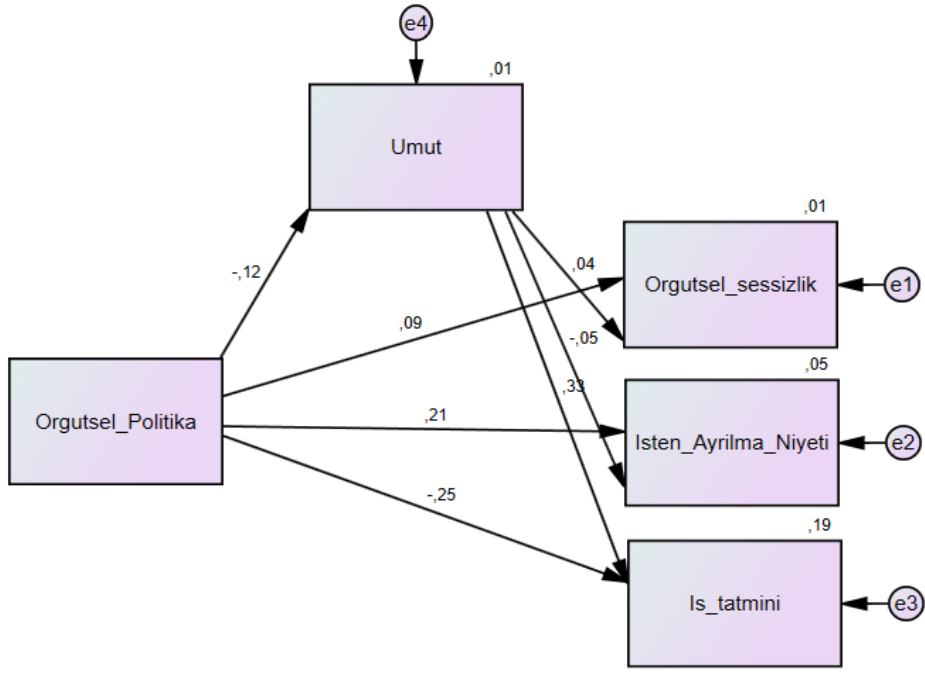 e4
,01
Umut
,01
-,12
,04
Orgutsel_sessizlik
e1
,09
-,05
,05
,33
Orgutsel_Politika
,21
Isten_Ayrilma_Niyeti
e2
-,25
,19
Is_tatmini
e3